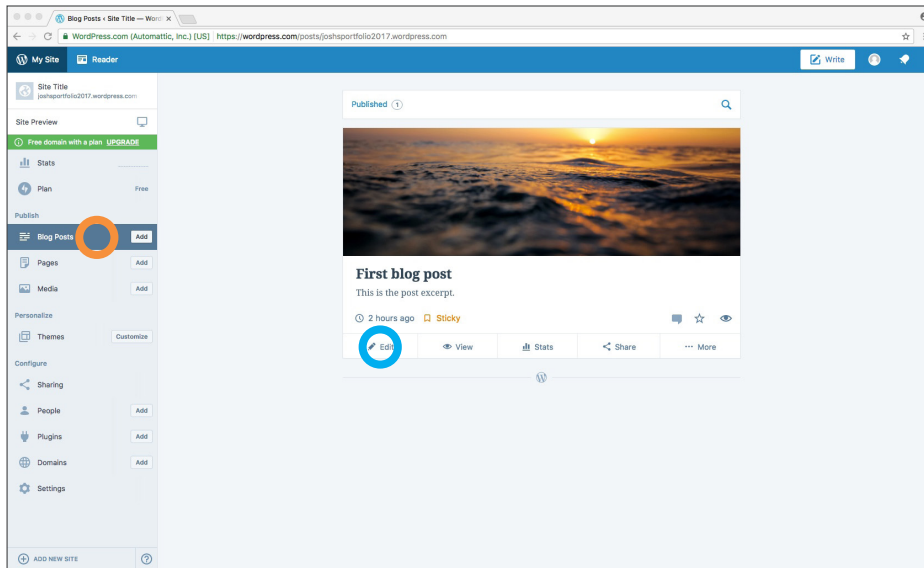 Blog Posts ‹ Site Title — Word
WordPress.com (Automattic, Inc.) [US] https://wordpress.com/posts/joshsportfolio2017.wordpress.com
My Site Reader Write
Site Title
joshsportfolio2017.wordpress.com
Site Preview
Free domain with a plan UPGRADE
Stats
Plan Free
Publish
Blog Posts Add
Pages Add
Media Add
Personalize
Themes Customize
Configure
Sharing
People Add
Plugins Add
Domains Add
Settings
ADD NEW SITE
Published 1
First blog post
This is the post excerpt.
2 hours ago Sticky
Edit View Stats Share More